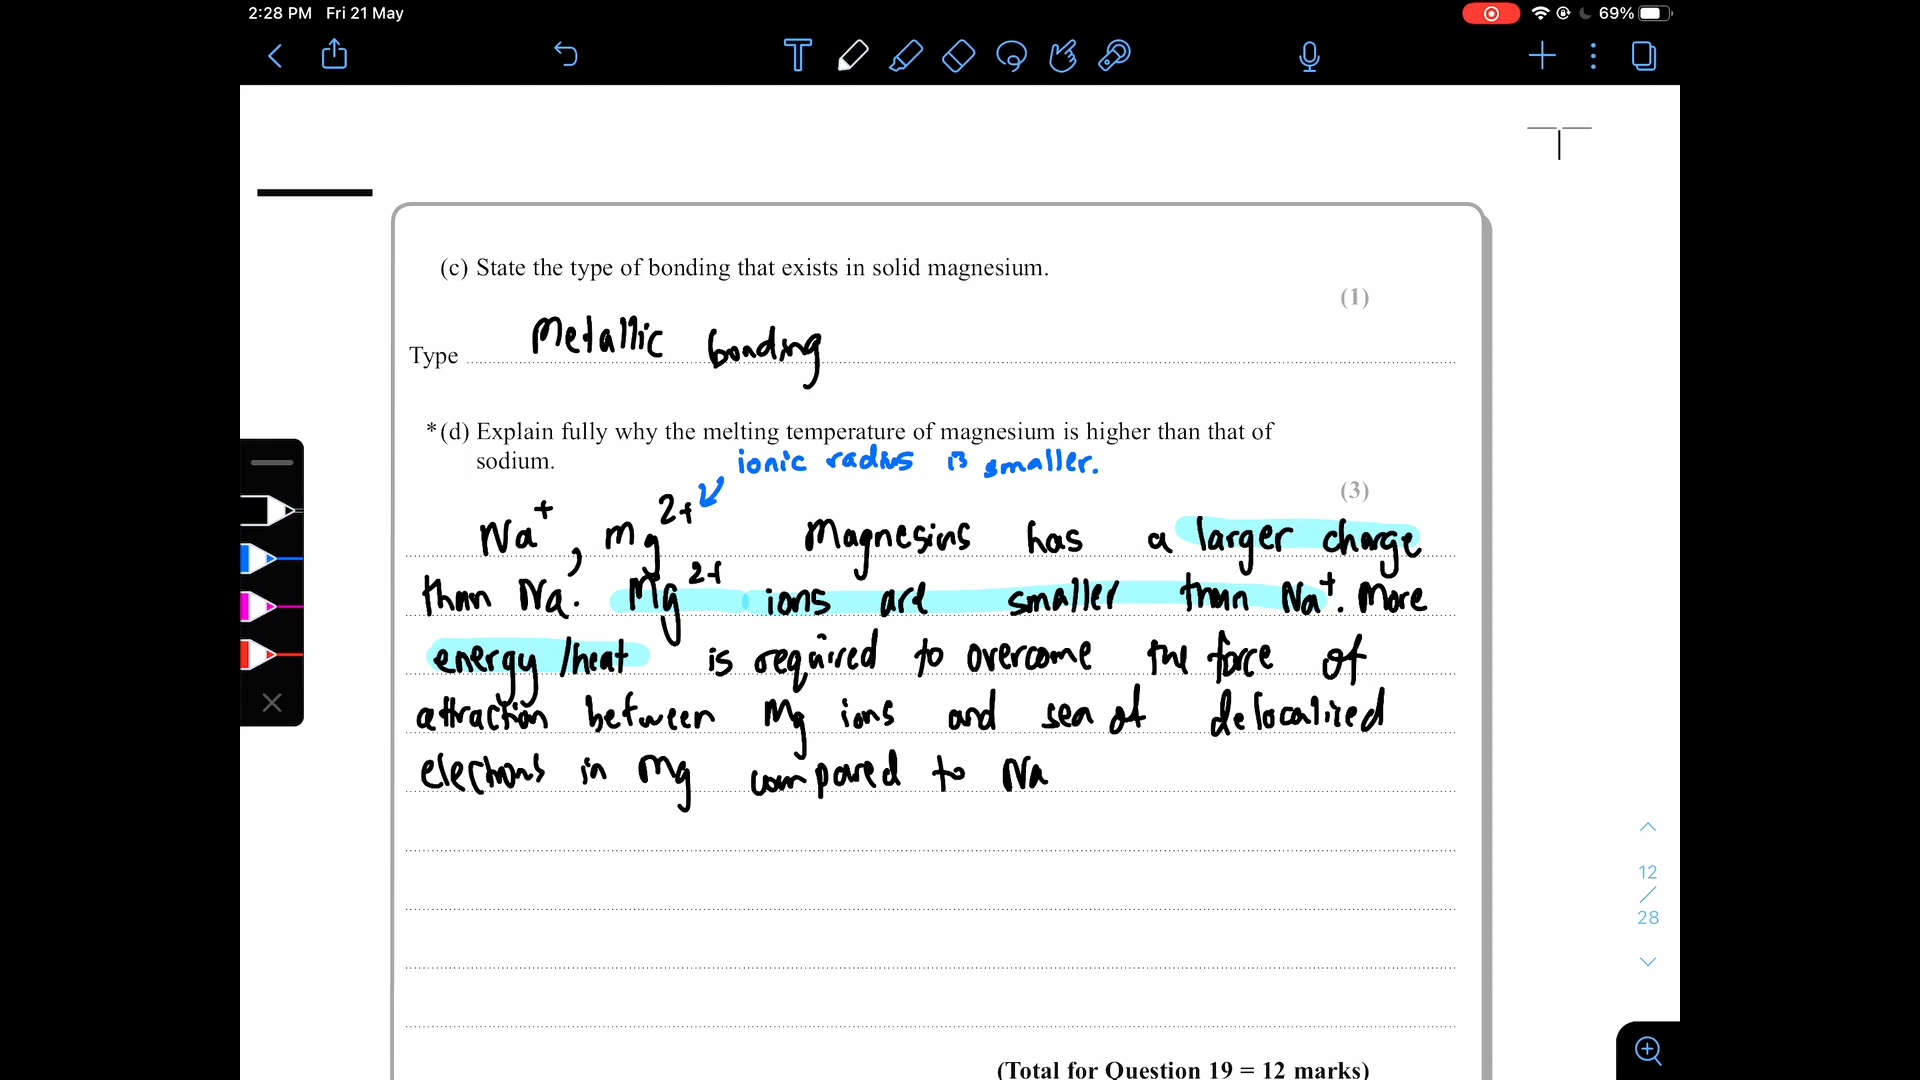 2:28 PM Fri 21 May
69%
(c) State the type of bonding that exists in solid magnesium.
(1)
Type Metallic bonding
*(d) Explain fully why the melting temperature of magnesium is higher than that of
sodium.
ionic radius is smaller.
(3)
Na⁺, Mg²⁺ Magnesius has a larger charge
than Na. Mg²⁺ ions are smaller than Na⁺. More
energy /heat is required to overcome the force of
attraction between Mg ions and sea of delocalized
electrons in Mg compared to Na
12
/
28
(Total for Question 19 = 12 marks)